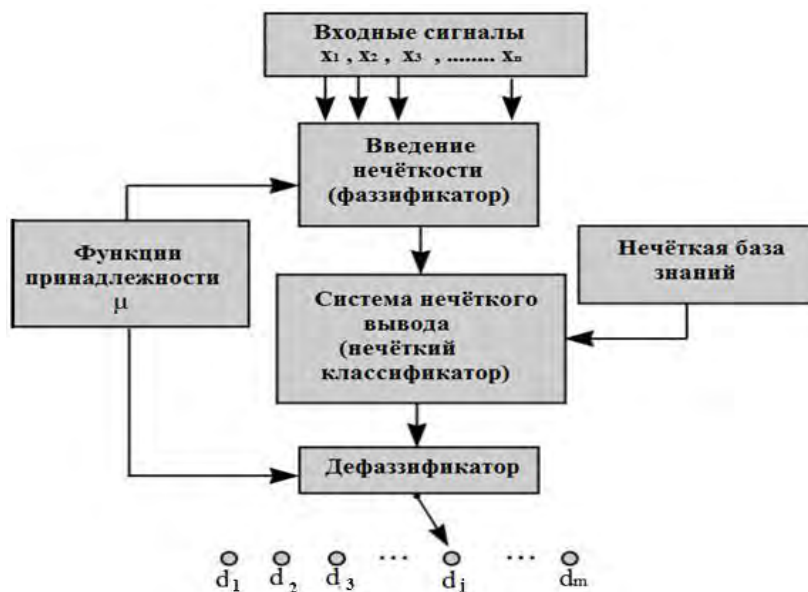 Входные сигналы
x₁ , x₂ , x₃ , ........ xₙ
Введение
нечёткости
(фаззификатор)
Функции
принадлежности
μ
Нечёткая база
знаний
Система нечёткого
вывода
(нечёткий
классификатор)
Дефаззификатор
d₁ d₂ d₃ ... dⱼ ... dₘ